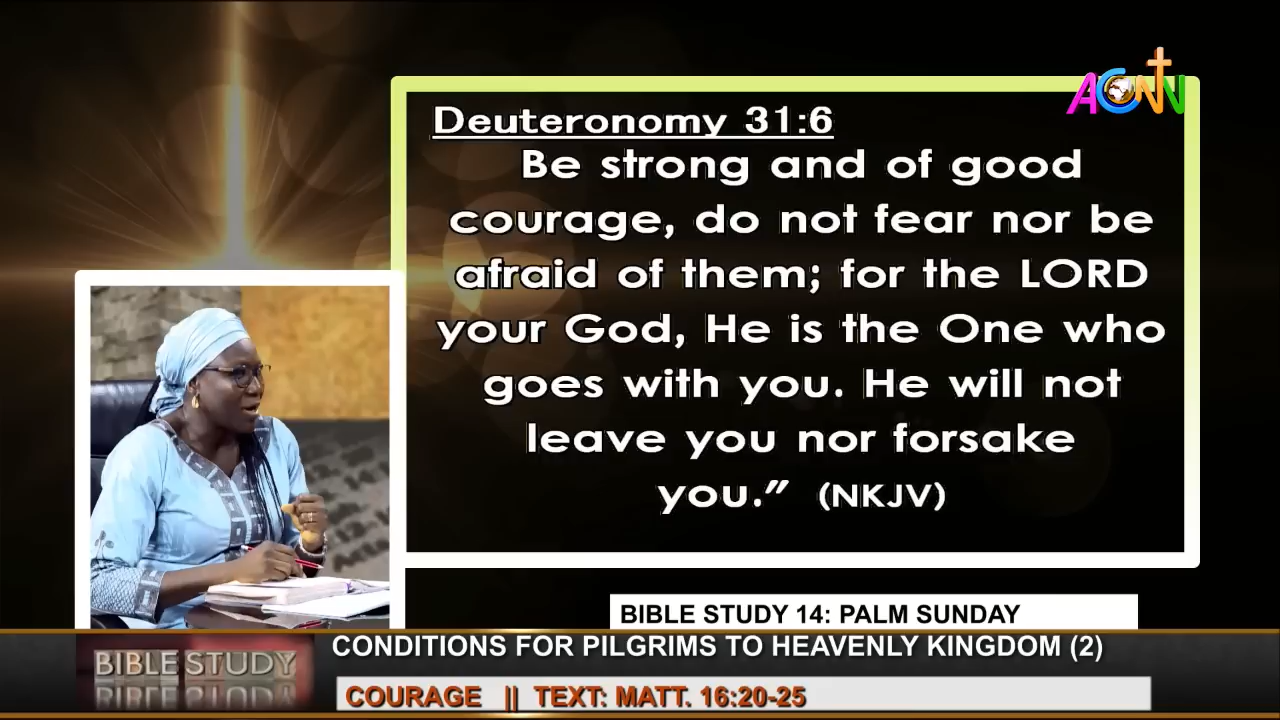 ACNN
Deuteronomy 31:6
Be strong and of good
courage, do not fear nor be
afraid of them; for the LORD
your God, He is the One who
goes with you. He will not
leave you nor forsake
you.” (NKJV)
BIBLE STUDY 14: PALM SUNDAY
BIBLE STUDY
CONDITIONS FOR PILGRIMS TO HEAVENLY KINGDOM (2)
COURAGE || TEXT: MATT. 16:20-25